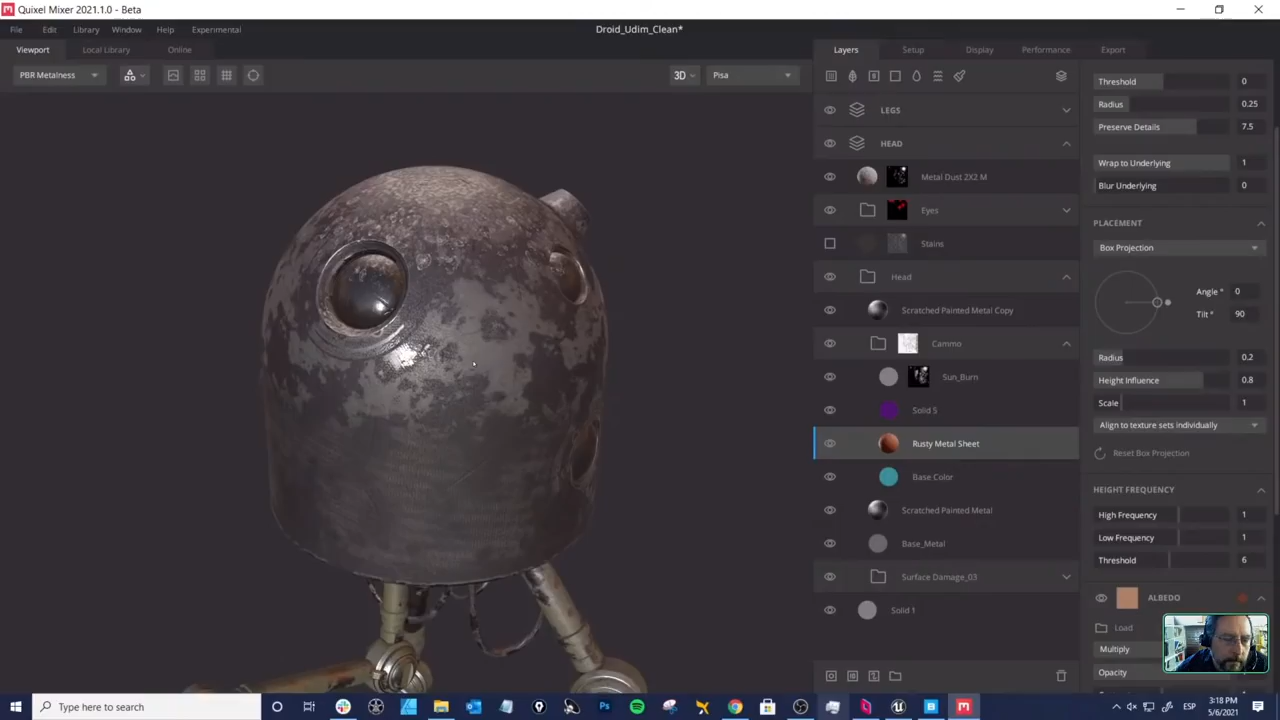 Quixel Mixer 2021.1.0 - Beta
File Edit Library Window Help Experimental
Droid_Udim_Clean*
Viewport Local Library Online
Layers Setup Display Performance Export
PBR Metalness
3D Pisa
LEGS
HEAD
Metal Dust 2X2 M
Eyes
Stains
Head
Scratched Painted Metal Copy
Cammo
Sun_Burn
Solid 5
Rusty Metal Sheet
Base Color
Scratched Painted Metal
Base_Metal
Surface Damage_03
Solid 1
Threshold 0
Radius 0.25
Preserve Details 7.5
Wrap to Underlying 1
Blur Underlying 0
PLACEMENT
Box Projection
Angle ° 0
Tilt ° 90
Radius 0.2
Height Influence 0.8
Scale 1
Align to texture sets individually
Reset Box Projection
HEIGHT FREQUENCY
High Frequency 1
Low Frequency 1
Threshold 6
ALBEDO
Load
Multiply
Opacity
Type here to search
ESP
3:18 PM
5/6/2021